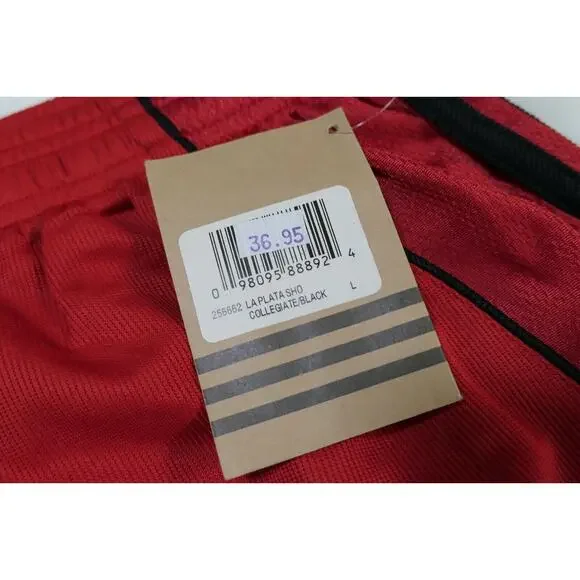 36.95
0 98095 88892 4
256662 LA PLATA SHO
COLLEGIATE/BLACK L